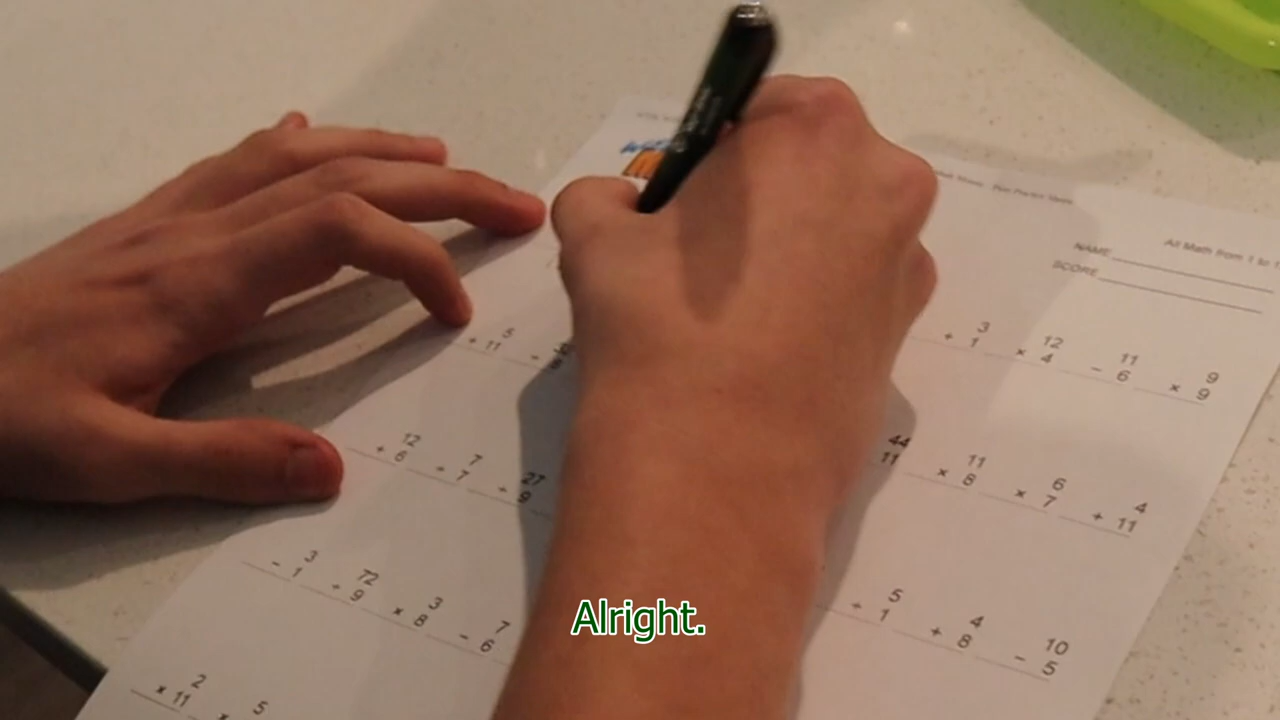 All Math from 1 to
NAME
SCORE
5 3 12 11 9
+ 11 ÷ + 1 × 4 - 6 × 9
12 7 27 44 11 6 4
+ 6 ÷ 7 ÷ 9 11 × 8 × 7 + 11
3 72 3 7 5 4 10
- 1 ÷ 9 × 8 - 6 ÷ 1 + 8 - 5
2 5
× 11 ×
Alright.